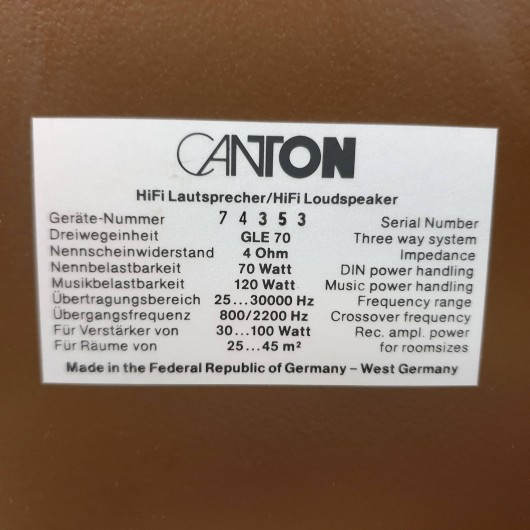 CANTON
HiFi Lautsprecher/HiFi Loudspeaker
Geräte-Nummer 74353 Serial Number
Dreiwegeinheit GLE 70 Three way system
Nennscheinwiderstand 4 Ohm Impedance
Nennbelastbarkeit 70 Watt DIN power handling
Musikbelastbarkeit 120 Watt Music power handling
Übertragungsbereich 25...30000 Hz Frequency range
Übergangsfrequenz 800/2200 Hz Crossover frequency
Für Verstärker von 30...100 Watt Rec. ampl. power
Für Räume von 25...45 m² for roomsizes
Made in the Federal Republic of Germany – West Germany